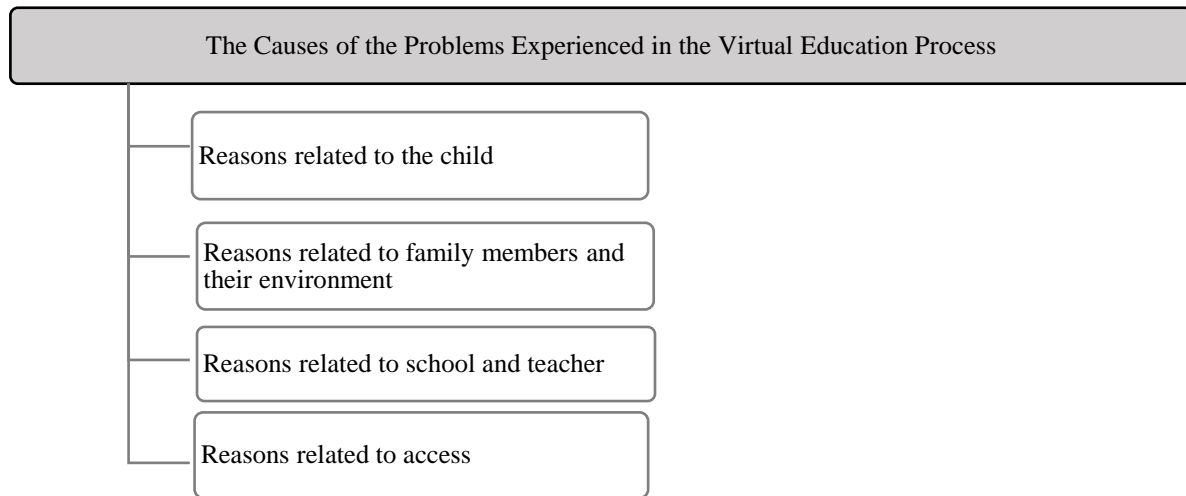 The Causes of the Problems Experienced in the Virtual Education Process
Reasons related to the child
Reasons related to family members and
their environment
Reasons related to school and teacher
Reasons related to access